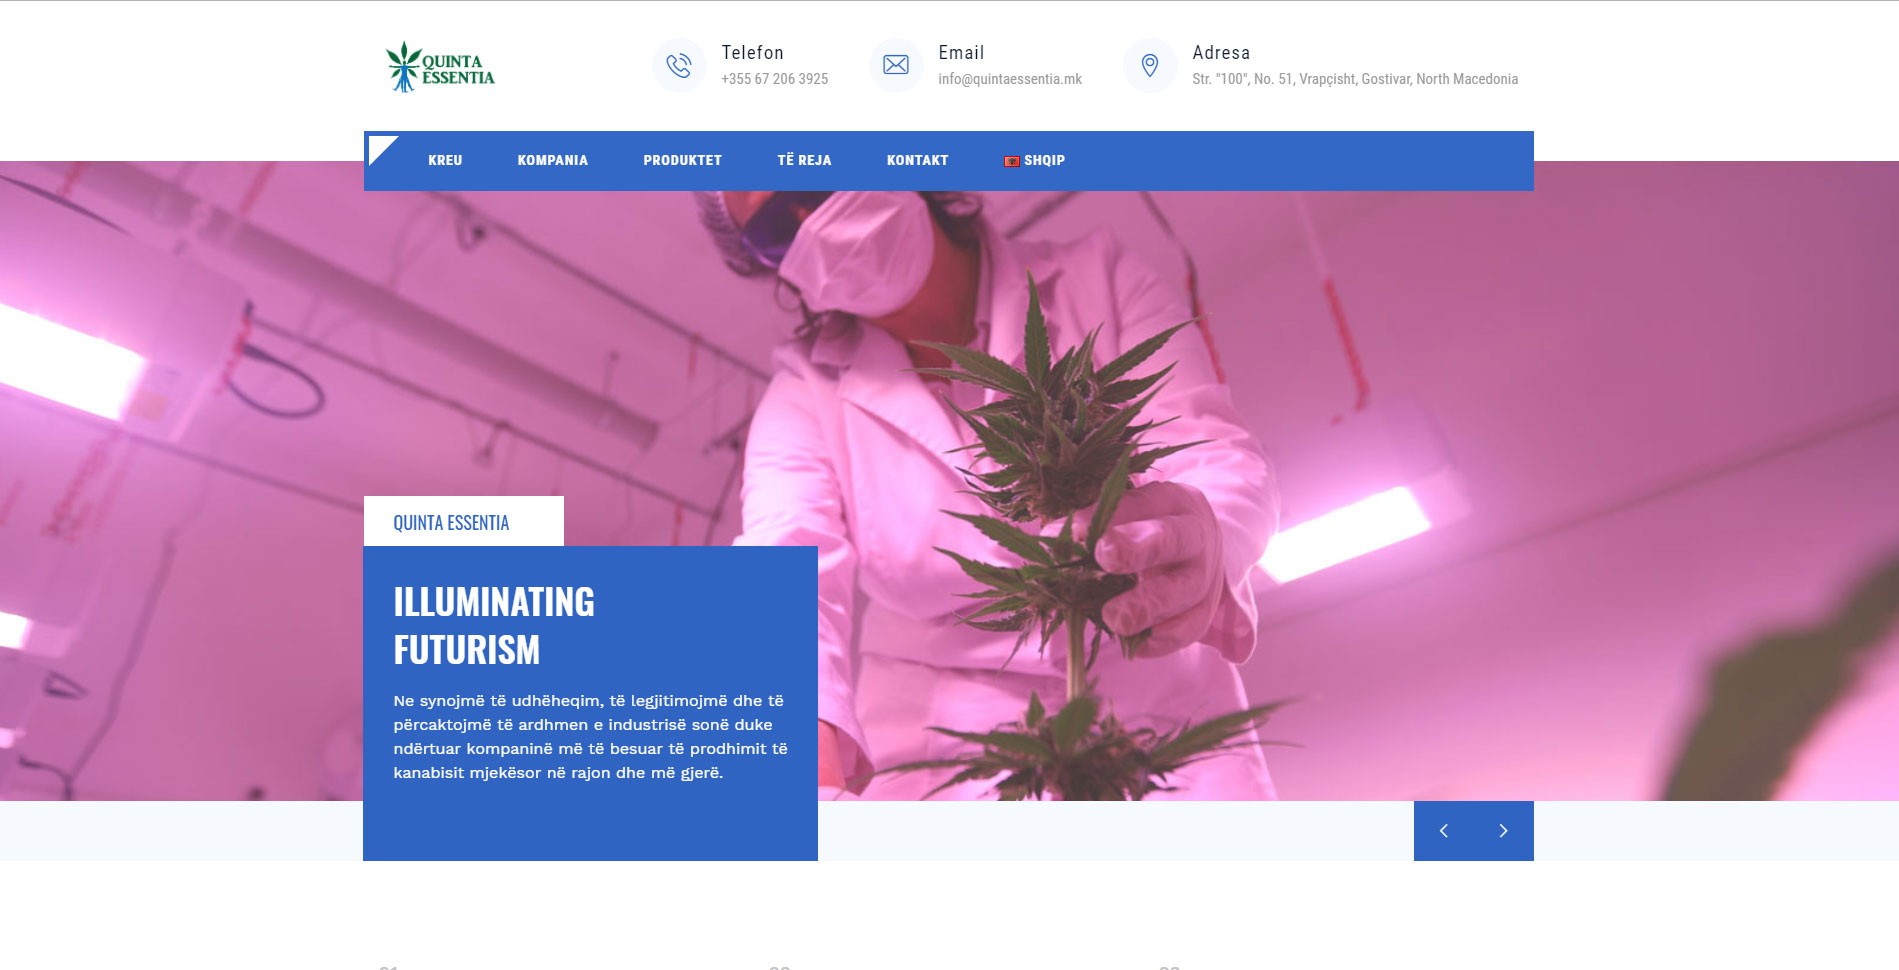 QUINTA
ESSENTIA
Telefon
+355 67 206 3925
Email
info@quintaessentia.mk
Adresa
Str. "100", No. 51, Vrapçisht, Gostivar, North Macedonia
KREU KOMPANIA PRODUKTET TË REJA KONTAKT SHQIP
QUINTA ESSENTIA
ILLUMINATING
FUTURISM
Ne synojmë të udhëheqim, të legjitimojmë dhe të
përcaktojmë të ardhmen e industrisë sonë duke
ndërtuar kompaninë më të besuar të prodhimit të
kanabisit mjekësor në rajon dhe më gjerë.